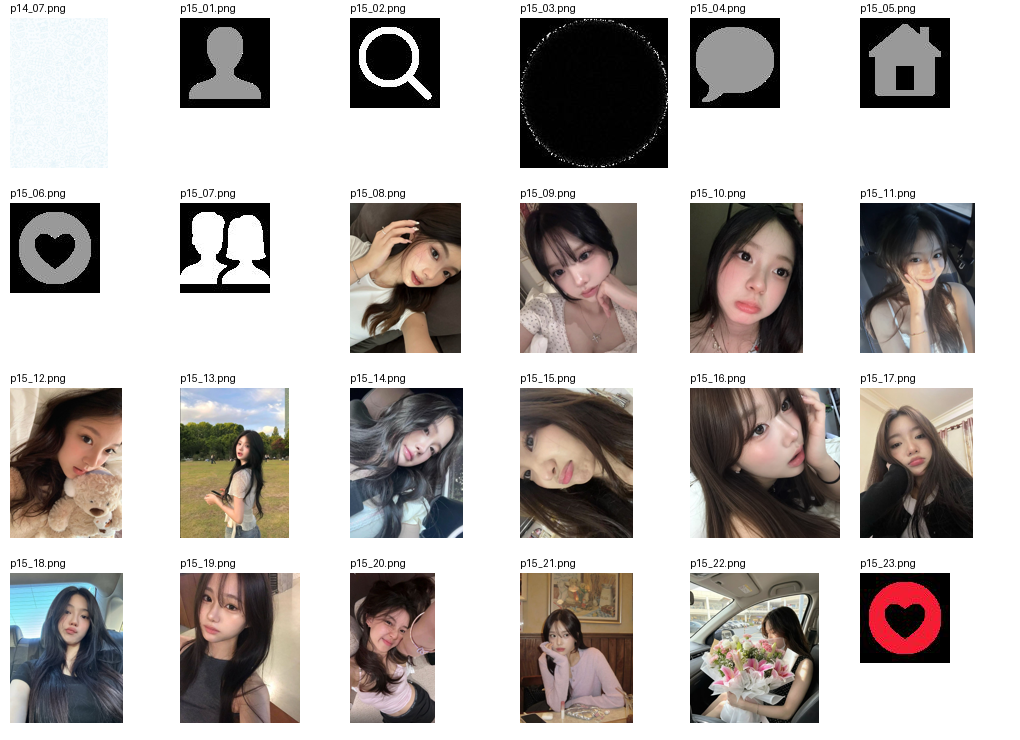 p14_07.png p15_01.png p15_02.png p15_03.png p15_04.png p15_05.png
p15_06.png p15_07.png p15_08.png p15_09.png p15_10.png p15_11.png
p15_12.png p15_13.png p15_14.png p15_15.png p15_16.png p15_17.png
p15_18.png p15_19.png p15_20.png p15_21.png p15_22.png p15_23.png